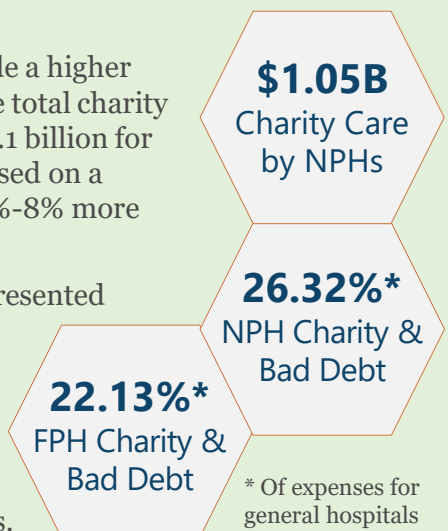 le a higher
e total charity
.1 billion for
sed on a
%-8% more
resented
s.
$1.05B
Charity Care
by NPHs
26.32%*
NPH Charity &
Bad Debt
22.13%*
FPH Charity &
Bad Debt
* Of expenses for
general hospitals